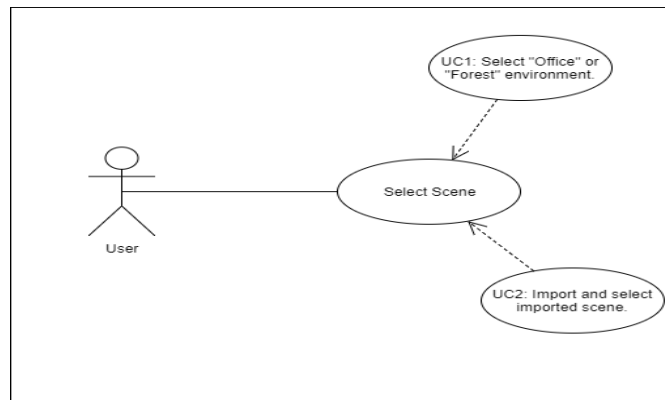 UC1: Select "Office" or
"Forest" environment.
Select Scene
User
UC2: Import and select
imported scene.